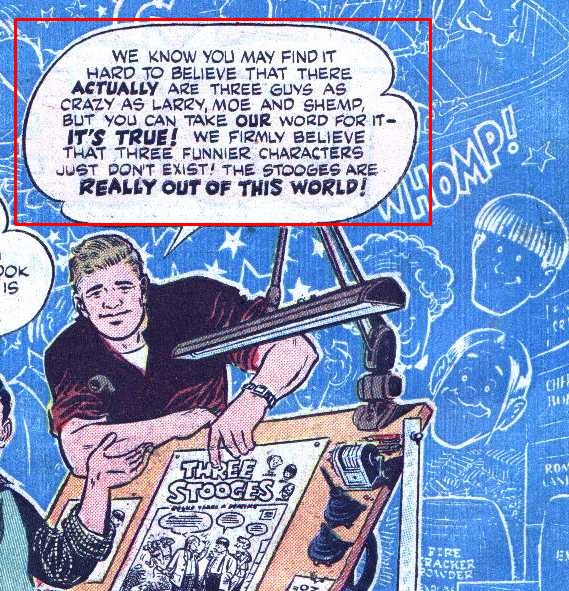 WE KNOW YOU MAY FIND IT
HARD TO BELIEVE THAT THERE
ACTUALLY ARE THREE GUYS AS
CRAZY AS LARRY, MOE AND SHEMP,
BUT YOU CAN TAKE OUR WORD FOR IT-
IT'S TRUE! WE FIRMLY BELIEVE
THAT THREE FUNNIER CHARACTERS
JUST DON'T EXIST! THE STOOGES ARE
REALLY OUT OF THIS WORLD!
WHOMP!
OOK
IS
THREE
STOOGES
FIRE
CRACKER
POWDER